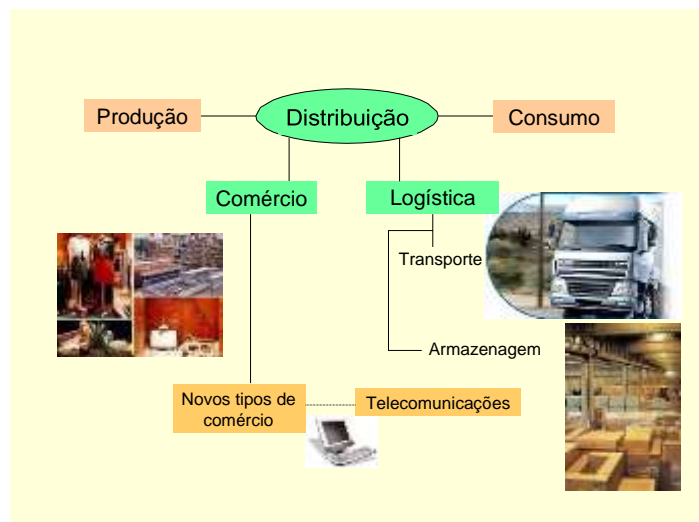 Produção
Distribuição
Consumo
Comércio
Logística
Transporte
Armazenagem
Novos tipos de
comércio
Telecomunicações